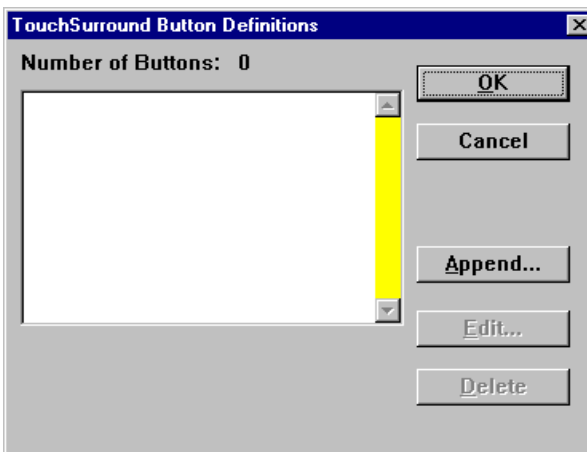 TouchSurround Button Definitions
Number of Buttons: 0
OK
Cancel
Append...
Edit...
Delete